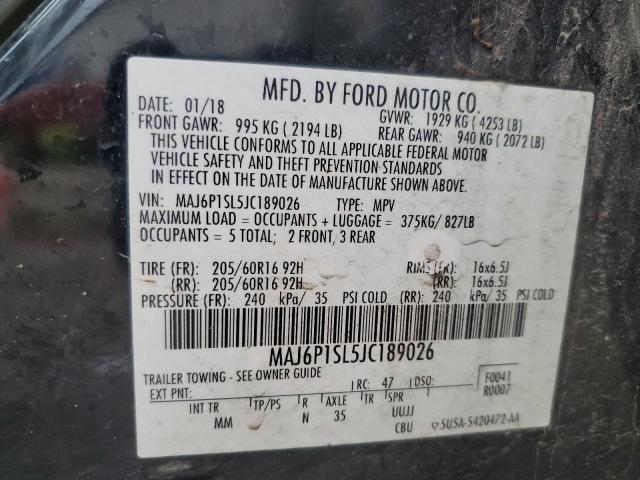 MFD. BY FORD MOTOR CO.
DATE: 01/18 GVWR: 1929 KG ( 4253 LB)
FRONT GAWR: 995 KG ( 2194 LB) REAR GAWR: 940 KG ( 2072 LB)
THIS VEHICLE CONFORMS TO ALL APPLICABLE FEDERAL MOTOR
VEHICLE SAFETY AND THEFT PREVENTION STANDARDS
IN EFFECT ON THE DATE OF MANUFACTURE SHOWN ABOVE.
VIN: MAJ6P1SL5JC189026 TYPE: MPV
MAXIMUM LOAD = OCCUPANTS + LUGGAGE = 375KG/ 827LB
OCCUPANTS = 5 TOTAL; 2 FRONT, 3 REAR
TIRE (FR): 205/60R16 92H RIMS (FR): 16x6.5J
(RR): 205/60R16 92H (RR): 16x6.5J
PRESSURE (FR): 240 kPa/ 35 PSI COLD (RR): 240 kPa/ 35 PSI COLD
MAJ6P1SL5JC189026
TRAILER TOWING - SEE OWNER GUIDE
EXT PNT: RC: 47 DSO: F0041
R0007
INT TR TP/PS R AXLE TR SPR
MM N 35 UUJJ
CBU 5U5A-5420472-AA